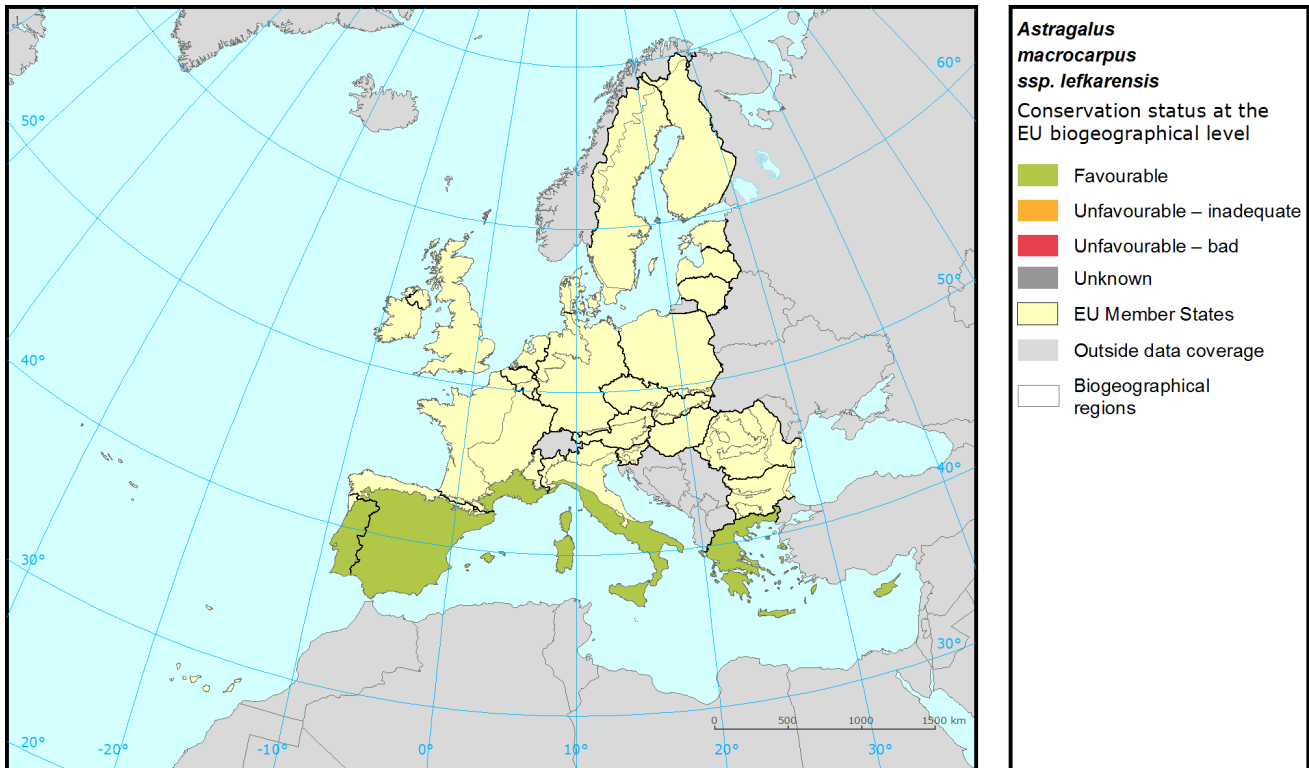 Astragalus
macrocarpus
ssp. lefkarensis
Conservation status at the
EU biogeographical level
Favourable
Unfavourable – inadequate
Unfavourable – bad
Unknown
EU Member States
Outside data coverage
Biogeographical
regions
60°
50°
50°
40°
40°
30°
30°
0 500 1000 1500 km
20° -20° -10° 0° 10° 20° 30°